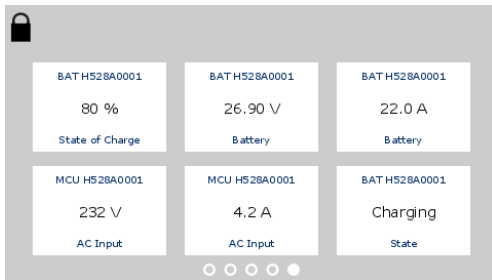 BAT H528A0001
80 %
State of Charge
BAT H528A0001
26.90 V
Battery
BAT H528A0001
22.0 A
Battery
MCU H528A0001
232 V
AC Input
MCU H528A0001
4.2 A
AC Input
BAT H528A0001
Charging
State